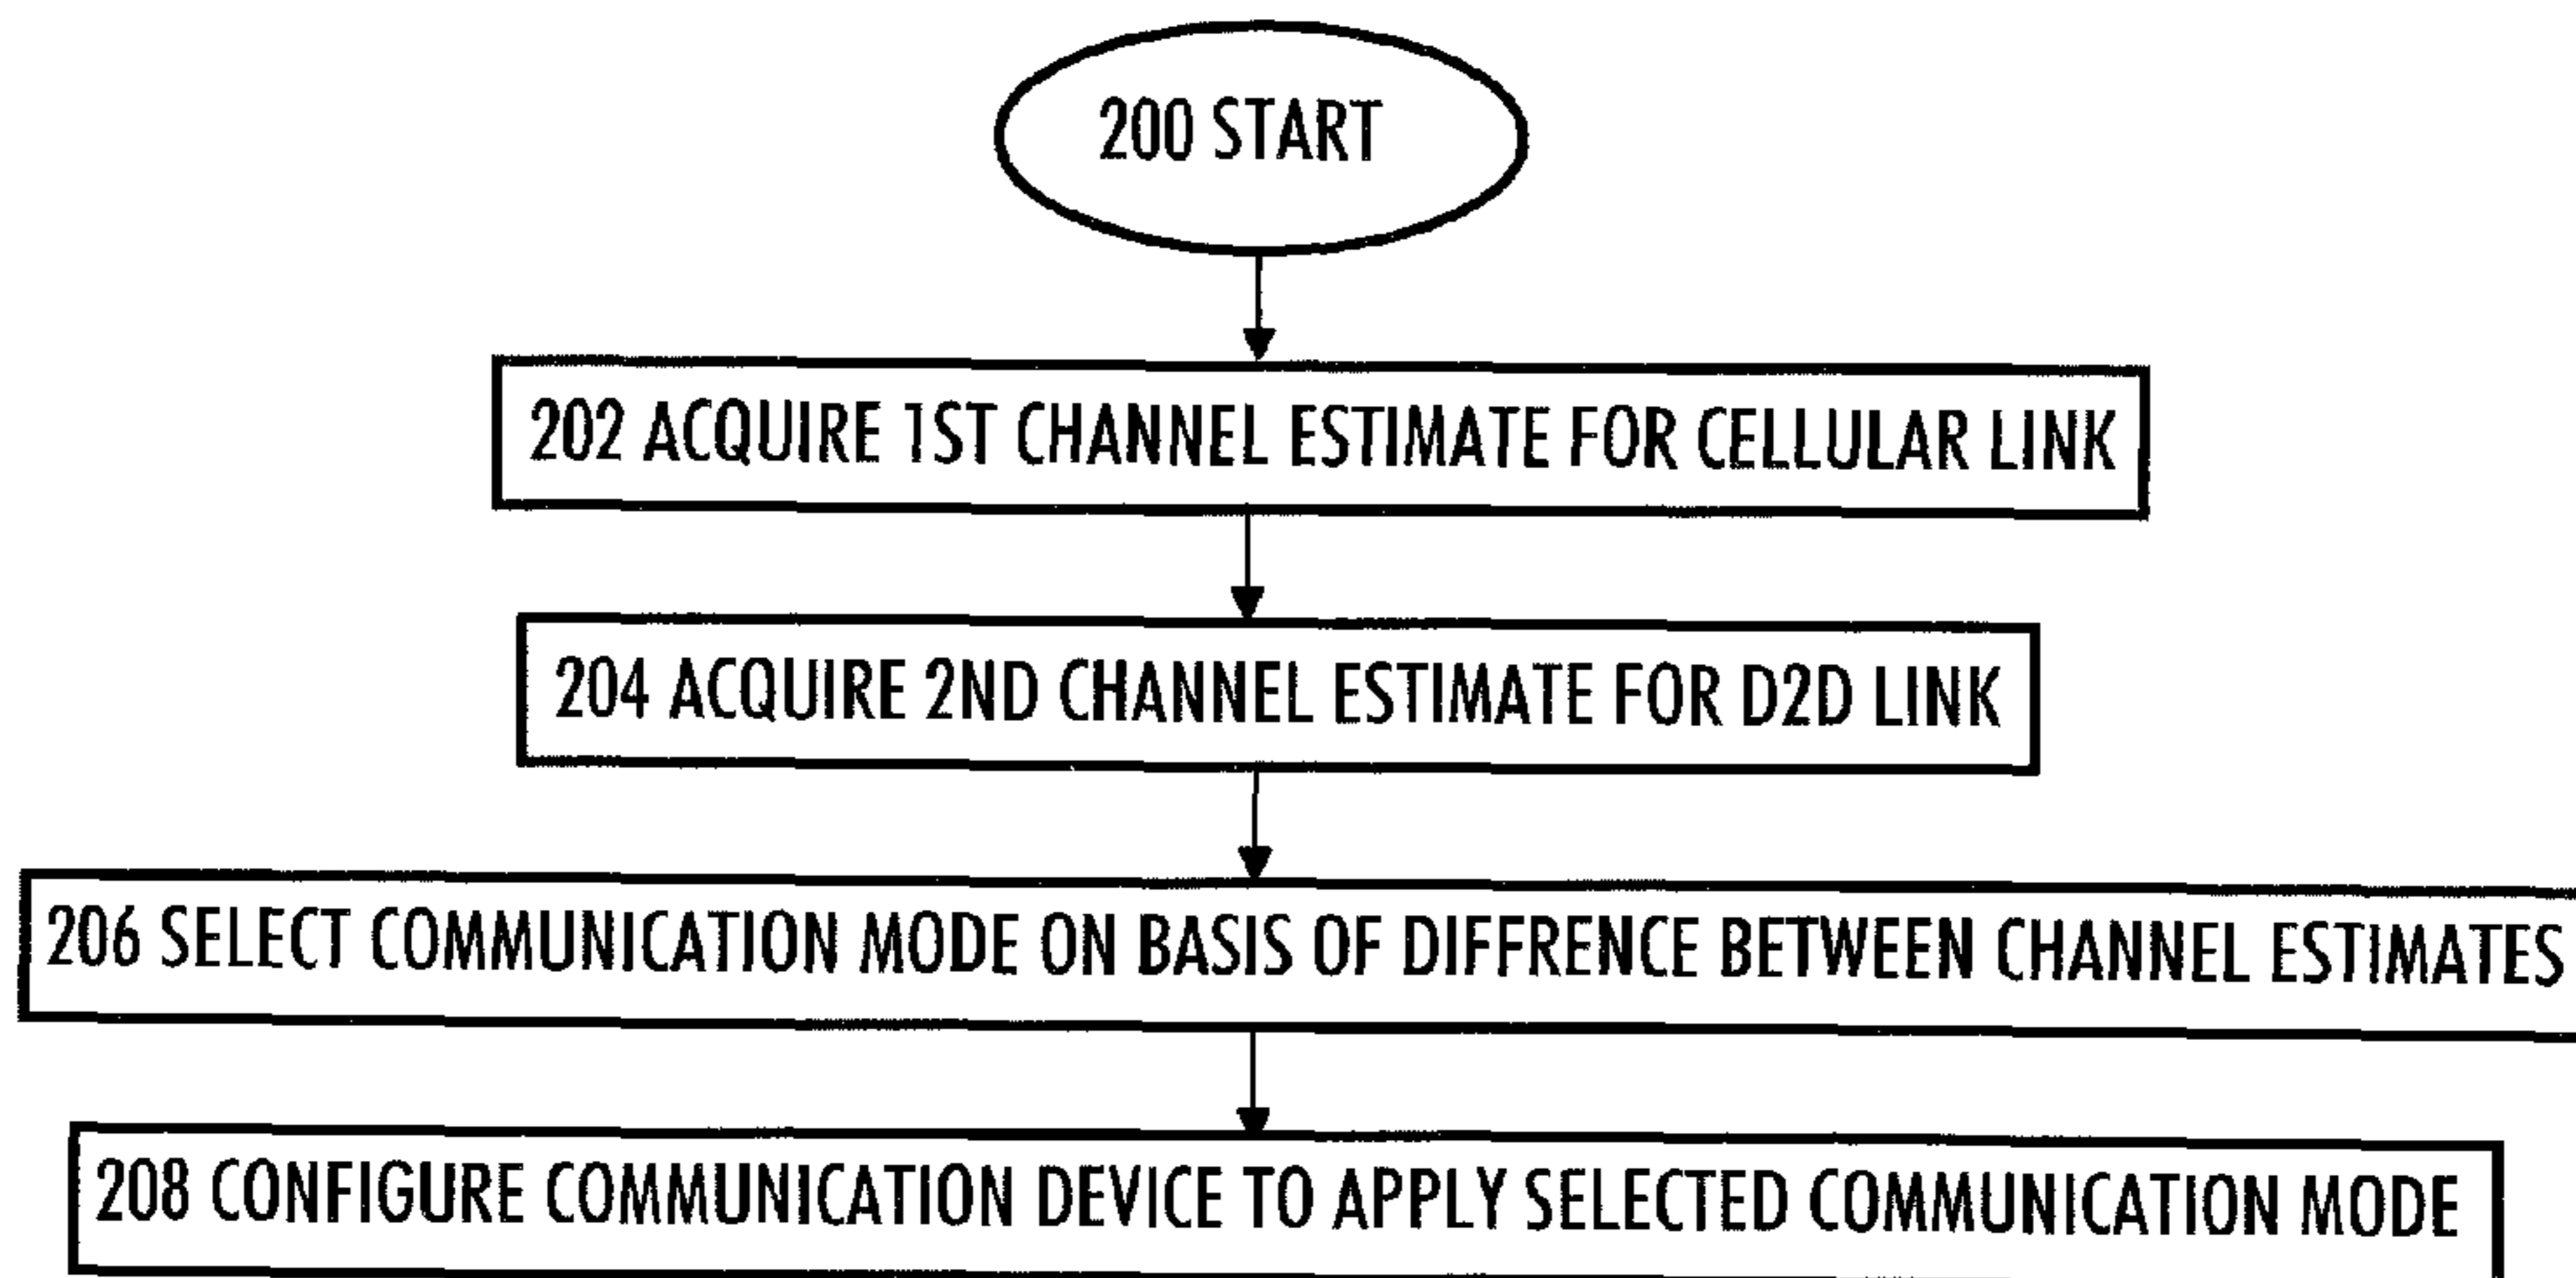 200 START
202 ACQUIRE 1ST CHANNEL ESTIMATE FOR CELLULAR LINK
204 ACQUIRE 2ND CHANNEL ESTIMATE FOR D2D LINK
206 SELECT COMMUNICATION MODE ON BASIS OF DIFFRENCE BETWEEN CHANNEL ESTIMATES
208 CONFIGURE COMMUNICATION DEVICE TO APPLY SELECTED COMMUNICATION MODE